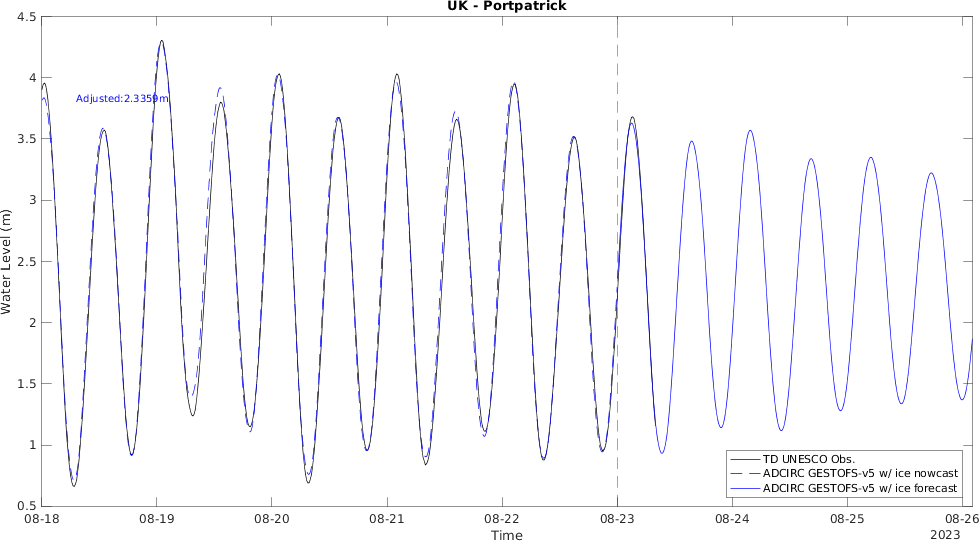 UK - Portpatrick
4.5
4
3.5
3
2.5
2
1.5
1
0.5
Water Level (m)
Adjusted:2.3359m
TD UNESCO Obs.
ADCIRC GESTOFS-v5 w/ ice nowcast
ADCIRC GESTOFS-v5 w/ ice forecast
08-18 08-19 08-20 08-21 08-22 08-23 08-24 08-25 08-26
Time
2023